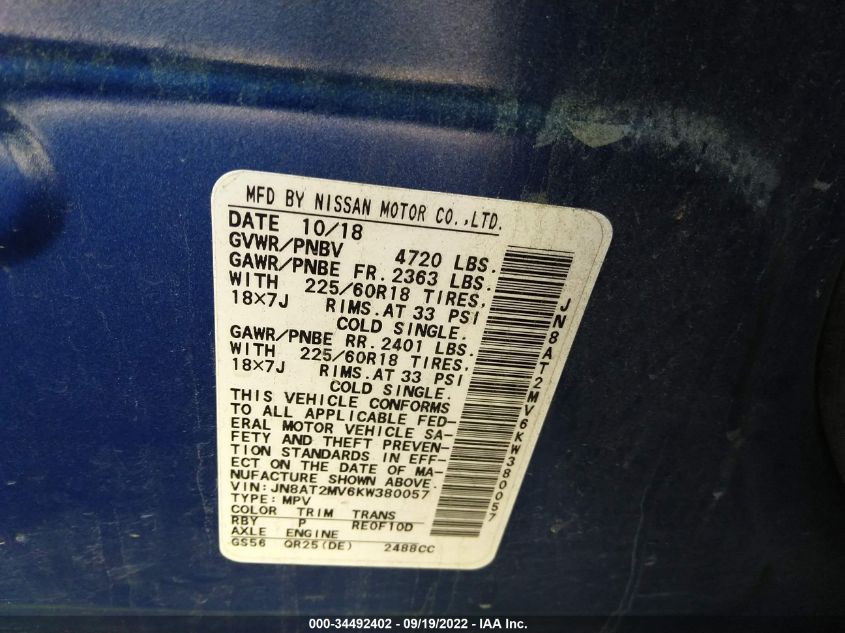 MFD BY NISSAN MOTOR CO.,LTD.
DATE 10/18
GVWR/PNBV 4720 LBS.
GAWR/PNBE FR. 2363 LBS.
WITH 225/60R18 TIRES,
18×7J RIMS.AT 33 PSI
COLD SINGLE.
GAWR/PNBE RR. 2401 LBS.
WITH 225/60R18 TIRES,
18×7J RIMS.AT 33 PSI
COLD SINGLE.
THIS VEHICLE CONFORMS
TO ALL APPLICABLE FED-
ERAL MOTOR VEHICLE SA-
FETY AND THEFT PREVEN-
TION STANDARDS IN EFF-
ECT ON THE DATE OF MA-
NUFACTURE SHOWN ABOVE.
VIN: JN8AT2MV6KW380057
TYPE: MPV
COLOR TRIM TRANS
RBY P RE0F10D
AXLE ENGINE
GS56 QR25(DE) 2488CC
JN8AT2MV6KW380057
000-34492402 - 09/19/2022 - IAA Inc.